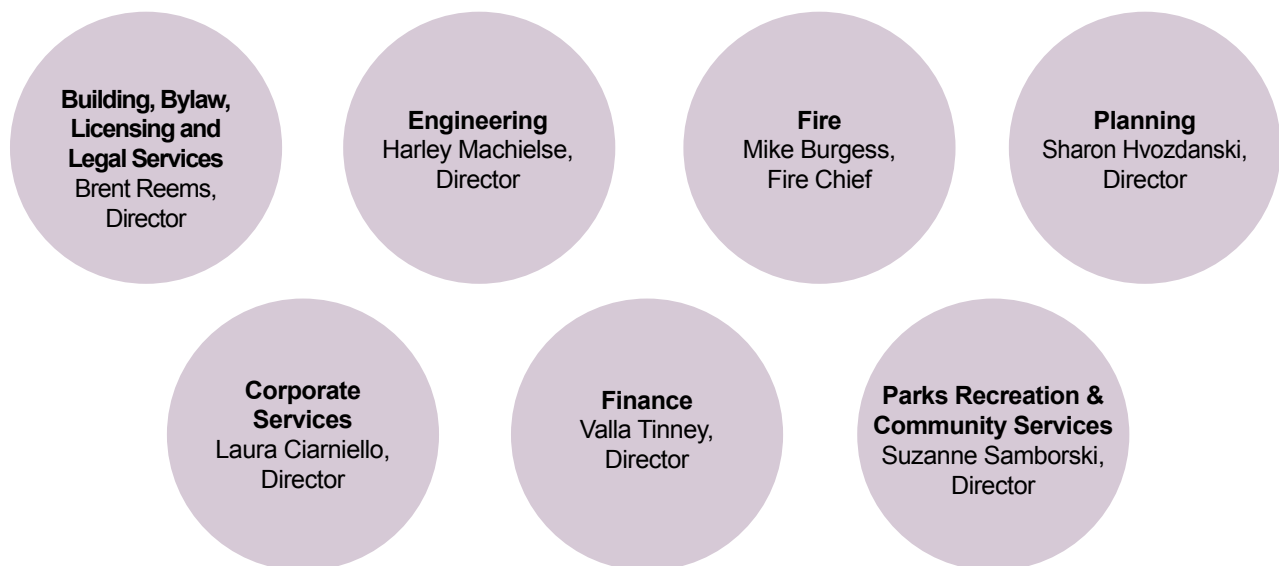 Building, Bylaw,
Licensing and
Legal Services
Brent Reems,
Director
Engineering
Harley Machielse,
Director
Fire
Mike Burgess,
Fire Chief
Planning
Sharon Hvozdanski,
Director
Corporate
Services
Laura Ciarniello,
Director
Finance
Valla Tinney,
Director
Parks Recreation &
Community Services
Suzanne Samborski,
Director